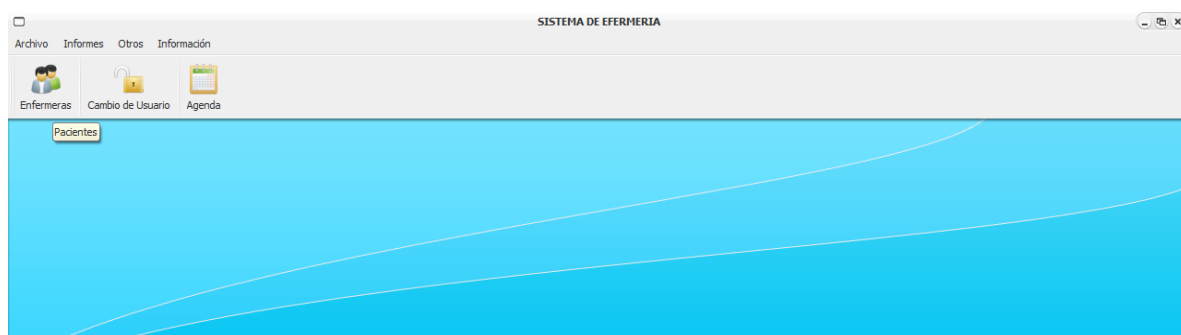 SISTEMA DE EFERMERIA
Archivo Informes Otros Información
Enfermeras Cambio de Usuario Agenda
Pacientes